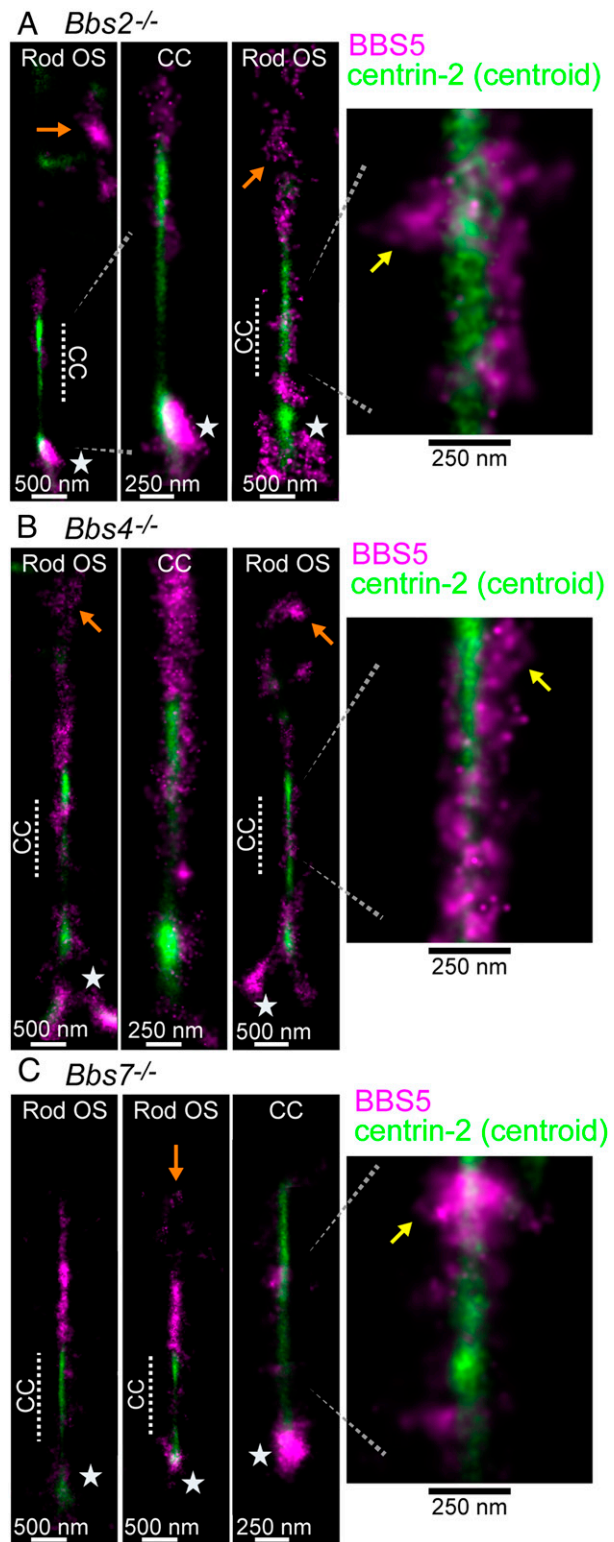 A Bbs2-/-
Rod OS
CC
Rod OS
BBS5
centrin-2 (centroid)
CC
CC
500 nm
250 nm
500 nm
250 nm
B Bbs4-/-
Rod OS
CC
Rod OS
BBS5
centrin-2 (centroid)
CC
CC
500 nm
250 nm
500 nm
250 nm
C Bbs7-/-
Rod OS
Rod OS
CC
BBS5
centrin-2 (centroid)
CC
CC
500 nm
500 nm
250 nm
250 nm